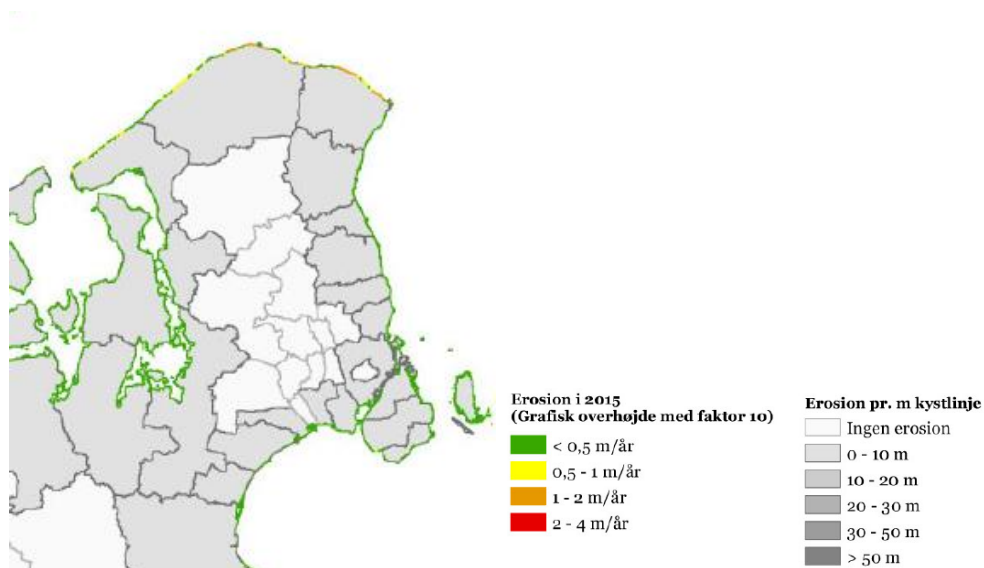 Erosion i 2015
(Grafisk overhøjde med faktor 10)
< 0,5 m/år
0,5 - 1 m/år
1 - 2 m/år
2 - 4 m/år
Erosion pr. m kystlinje
Ingen erosion
0 - 10 m
10 - 20 m
20 - 30 m
30 - 50 m
> 50 m